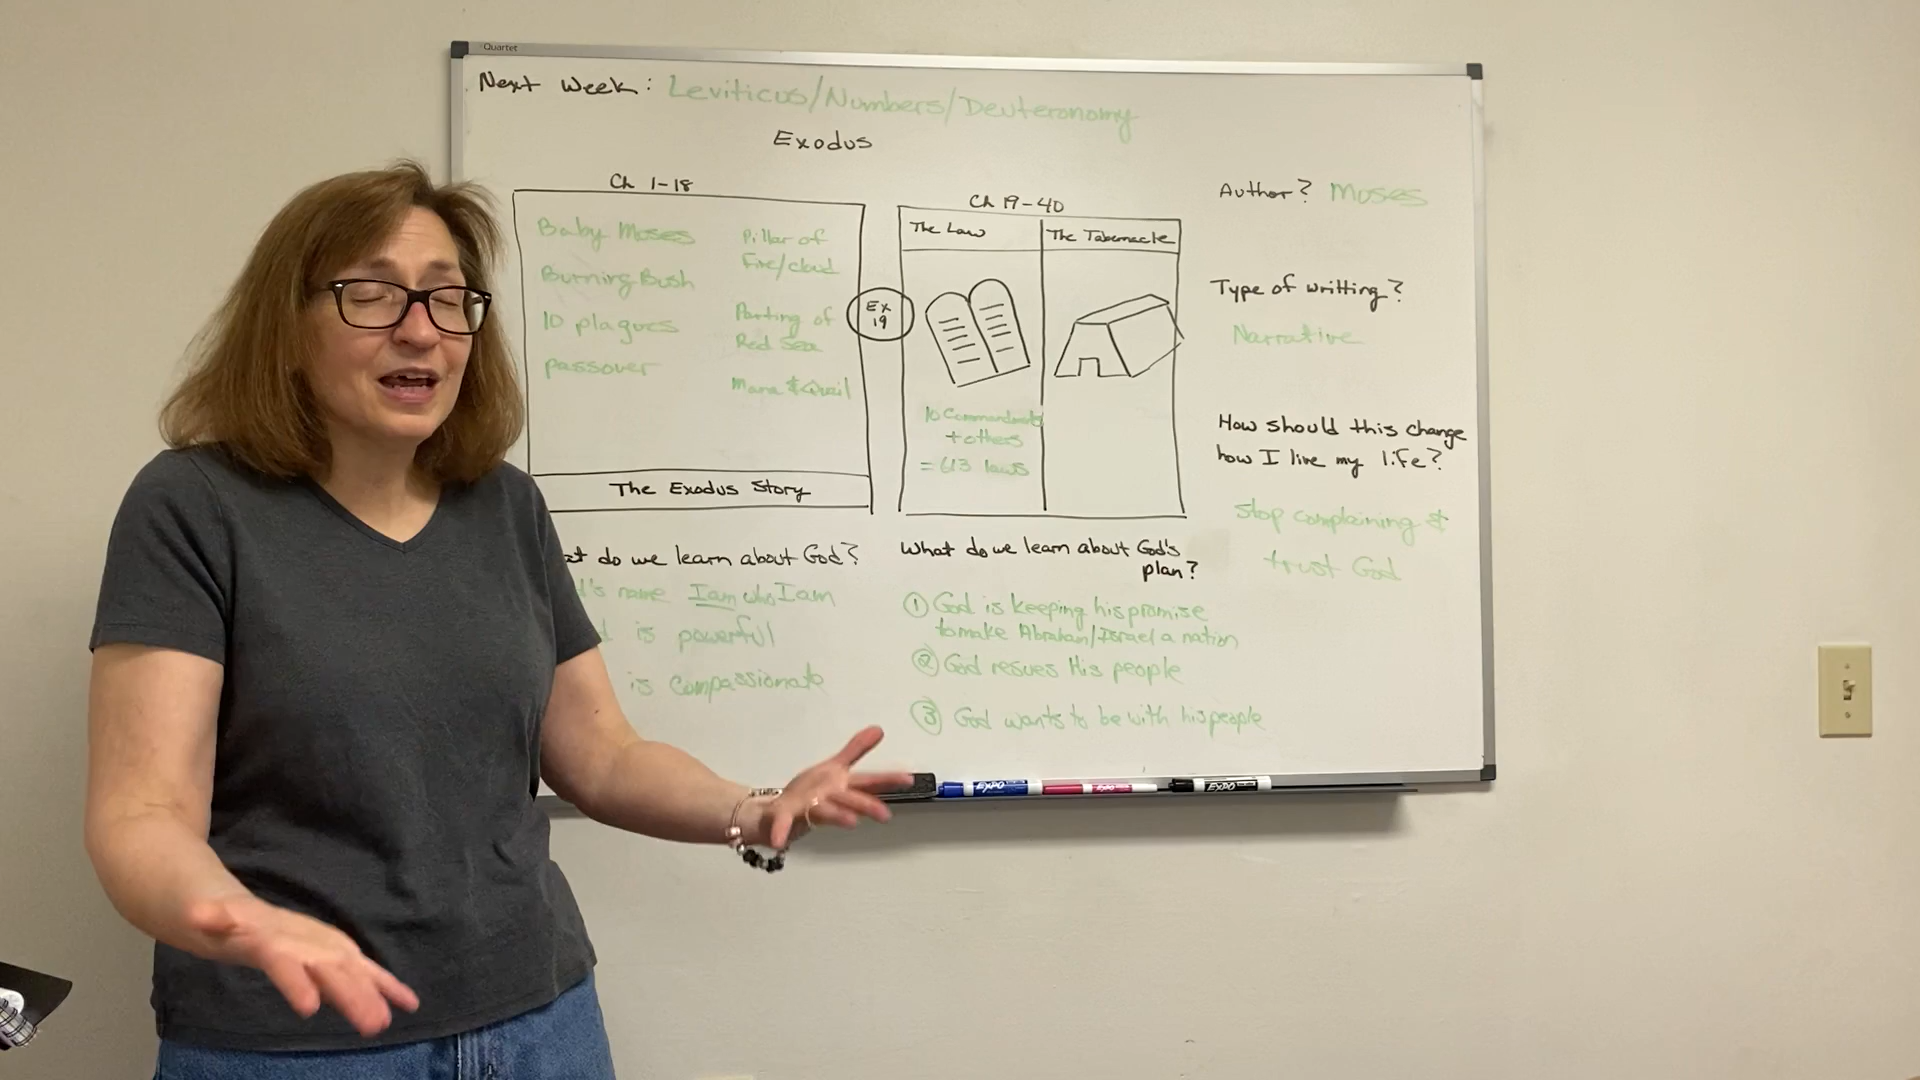 Quartet
Next Week: Leviticus/Numbers/Deuteronomy
Exodus
Ch 1-18
Baby Moses
Burning Bush
10 plagues
passover
Pillar of
Fire/cloud
Parting of
Red Sea
Mana & Quail
The Exodus Story
Ex
19
Ch 19-40
The Law
The Tabernacle
10 Commandments
+ others
= 613 laws
Author? Moses
Type of writting?
Narrative
How should this change
how I live my life?
Stop complaining &
trust God
do we learn about God?
name I am who I am
is powerful
is compassionate
What do we learn about God's
plan?
① God is keeping his promise
to make Abraham/Israel a nation
② God resues His people
③ God wants to be with his people
EXPO
EXPO
EXPO